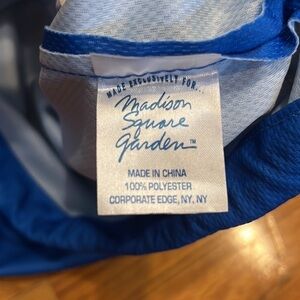 MADE EXCLUSIVELY FOR...
Madison
Square
garden™
MADE IN CHINA
100% POLYESTER
CORPORATE EDGE, NY, NY